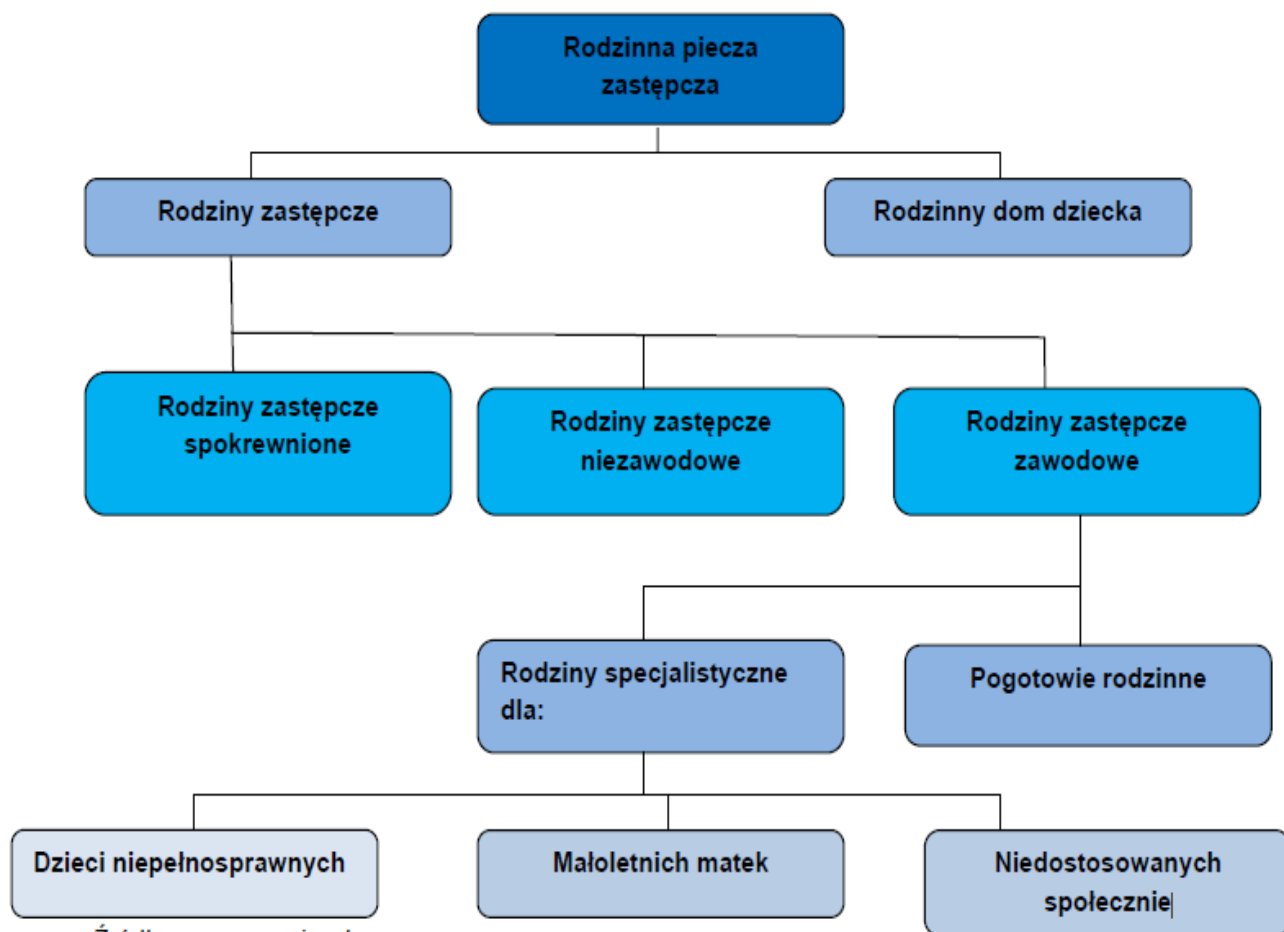 Rodzinna piecza
zastępcza
Rodziny zastępcze
Rodzinny dom dziecka
Rodziny zastępcze
spokrewnione
Rodziny zastępcze
niezawodowe
Rodziny zastępcze
zawodowe
Rodziny specjalistyczne
dla:
Pogotowie rodzinne
Dzieci niepełnosprawnych
Małoletnich matek
Niedostosowanych
społecznie